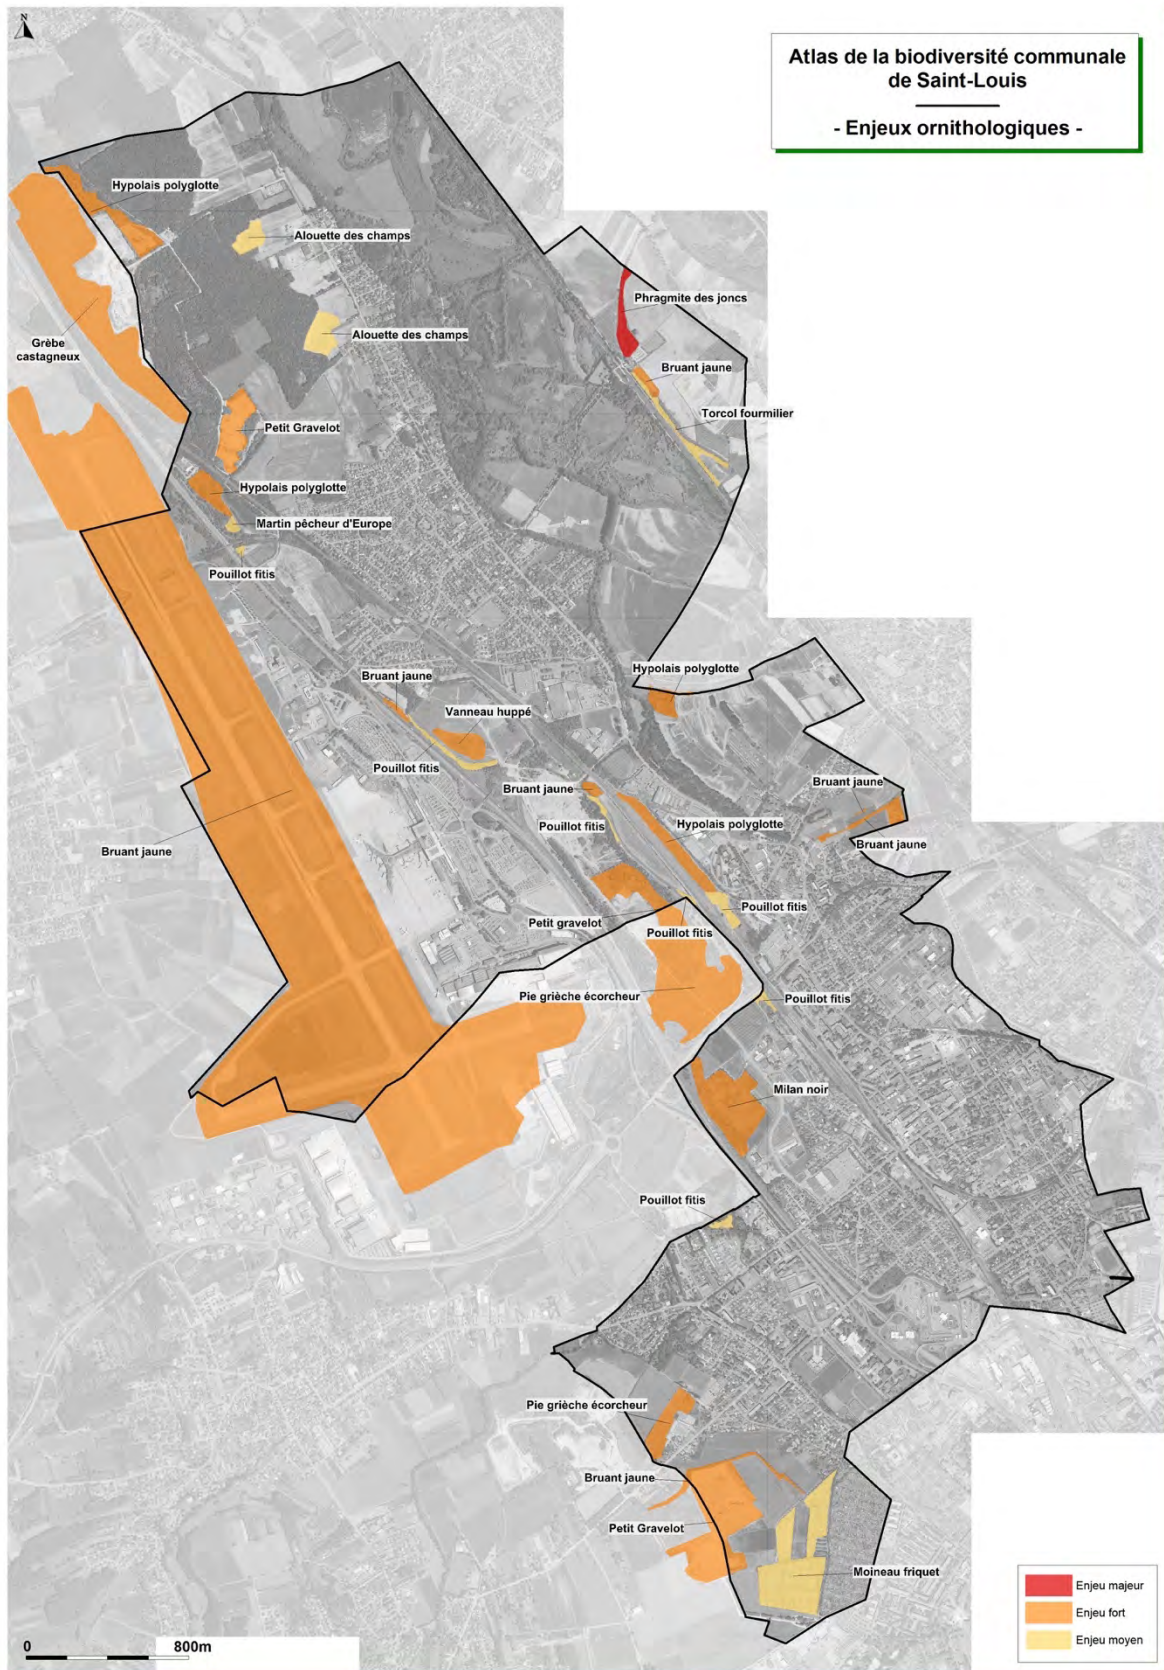 N
Atlas de la biodiversité communale
de Saint-Louis
- Enjeux ornithologiques -
Hypolais polyglotte
Alouette des champs
Phragmite des joncs
Alouette des champs
Grèbe
castagneux
Bruant jaune
Torcol fourmilier
Petit Gravelot
Hypolais polyglotte
Martin pêcheur d'Europe
Pouillot fitis
Hypolais polyglotte
Bruant jaune
Vanneau huppé
Pouillot fitis
Bruant jaune
Bruant jaune
Pouillot fitis
Hypolais polyglotte
Bruant jaune
Bruant jaune
Pouillot fitis
Petit gravelot
Pouillot fitis
Pie grièche écorcheur
Pouillot fitis
Milan noir
Pouillot fitis
Pie grièche écorcheur
Bruant jaune
Petit Gravelot
Moineau friquet
Enjeu majeur
Enjeu fort
Enjeu moyen
0 800m